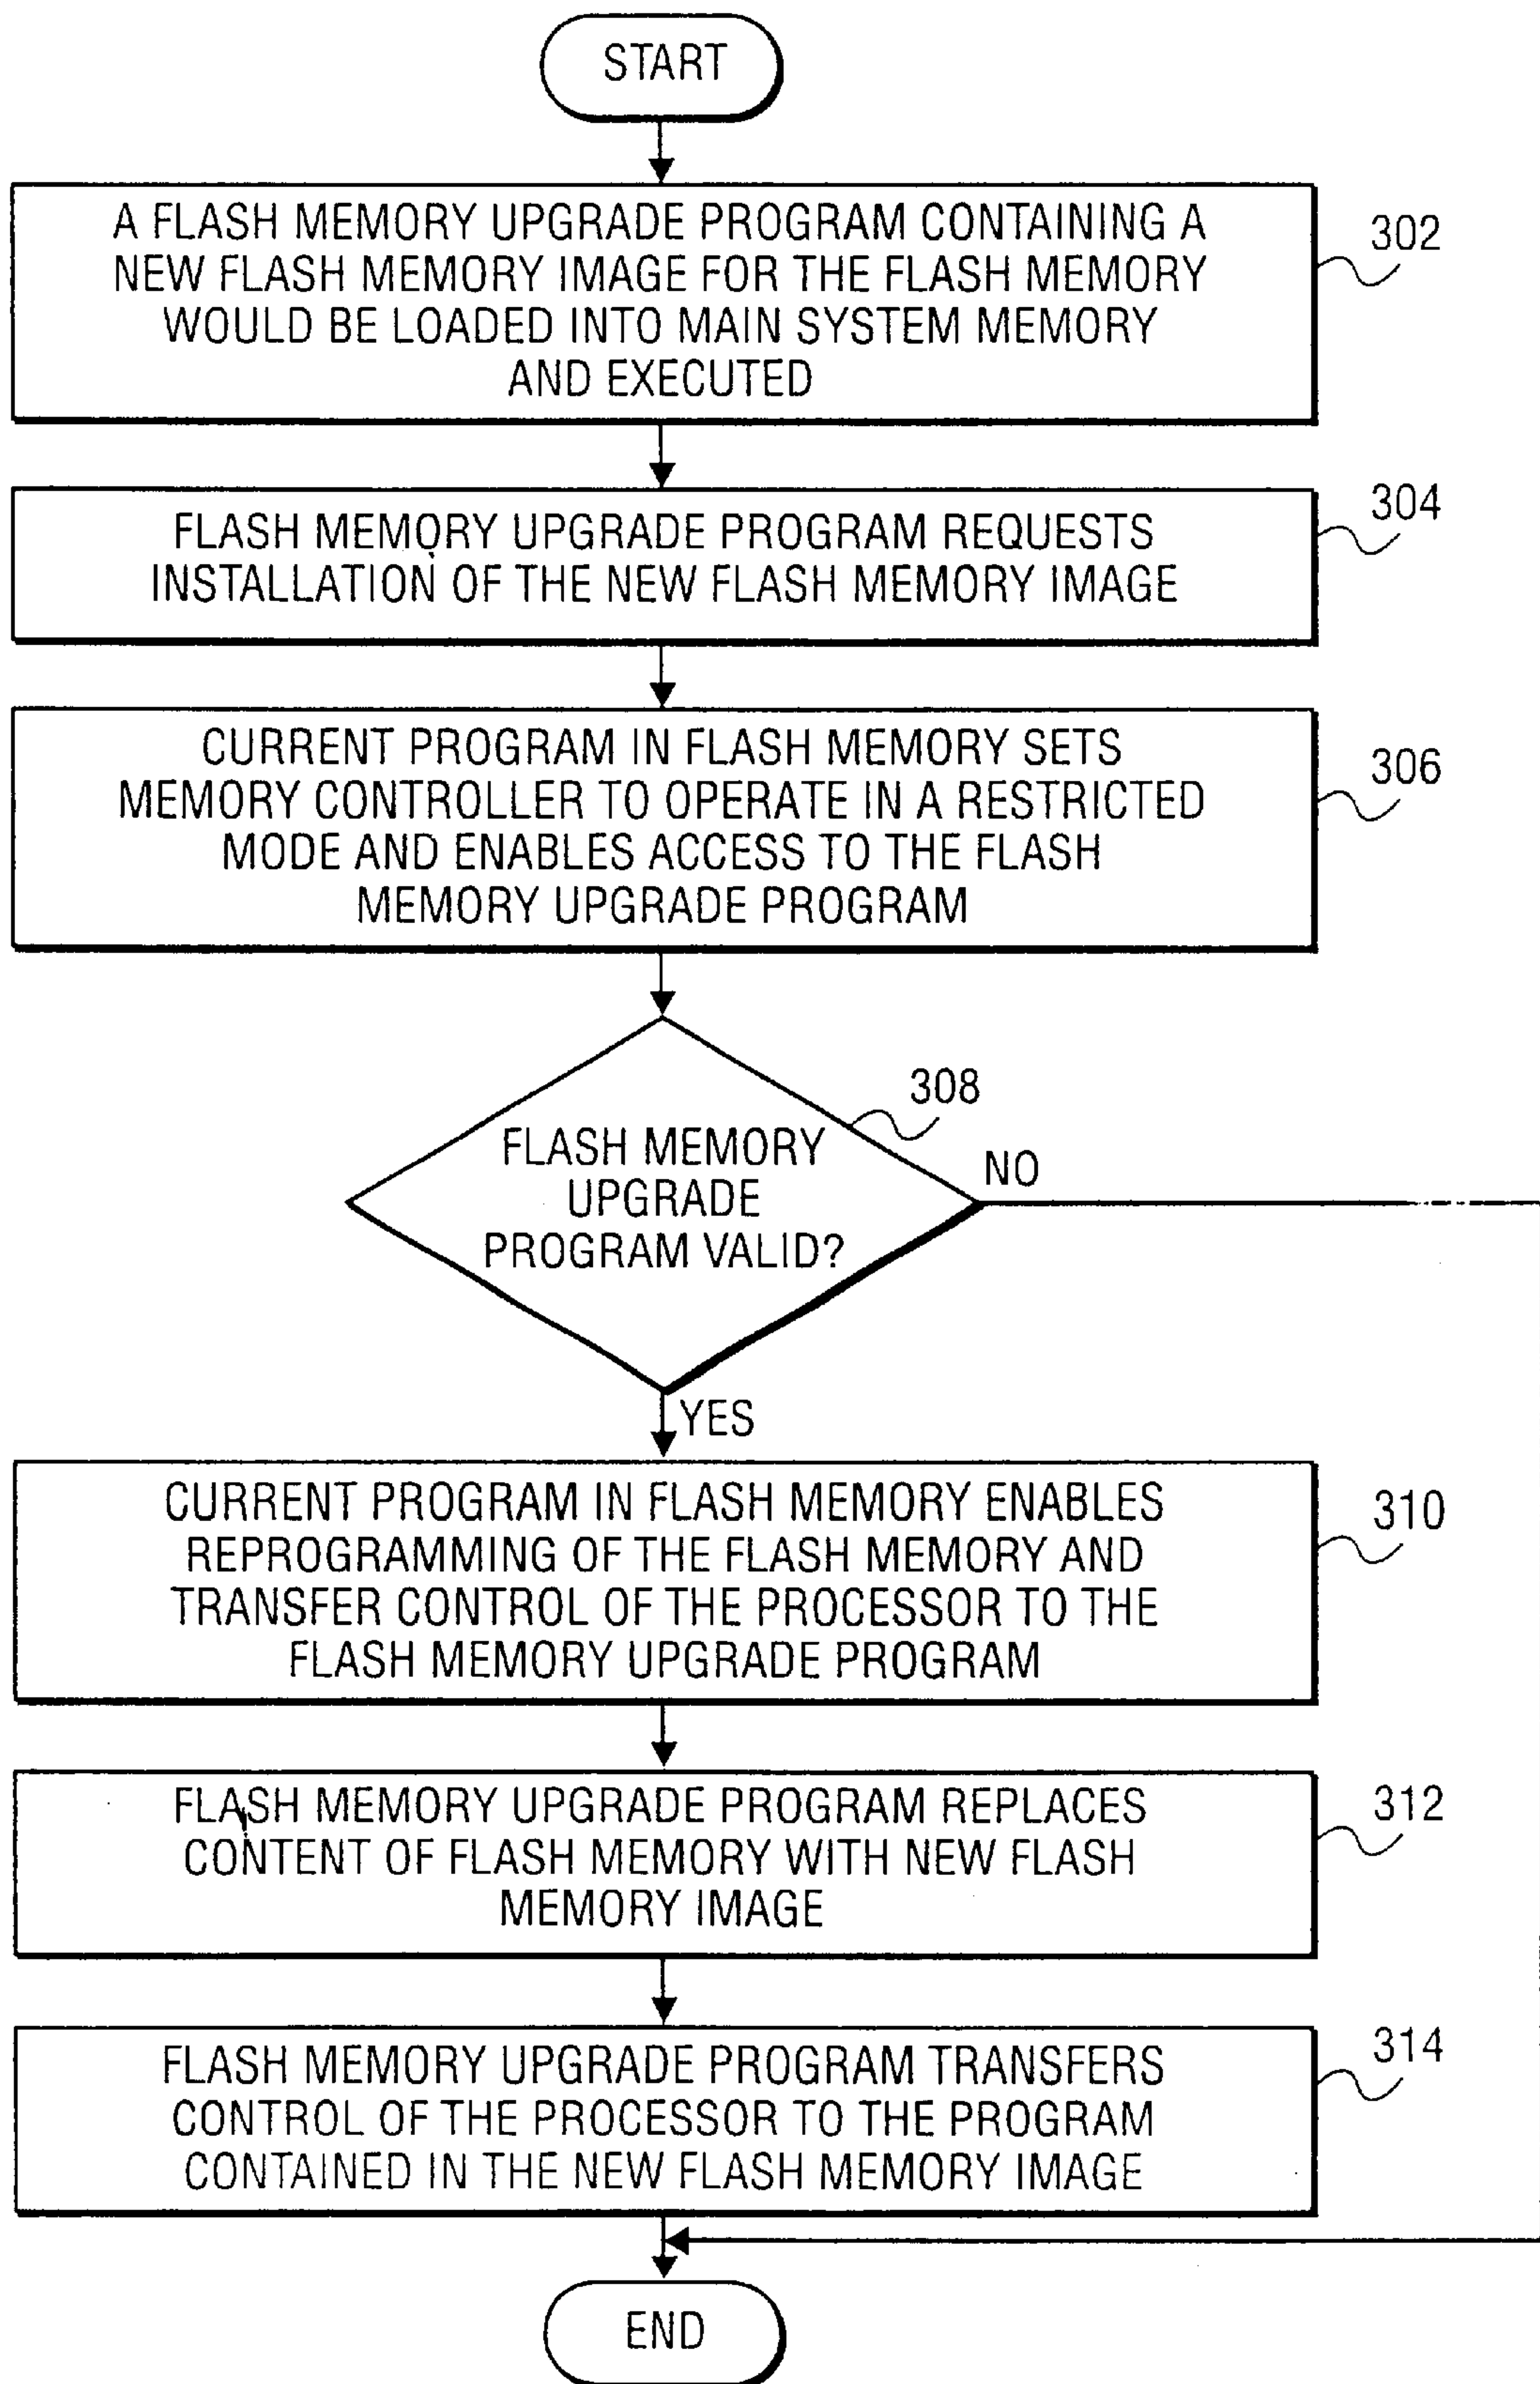 START
A FLASH MEMORY UPGRADE PROGRAM CONTAINING A
NEW FLASH MEMORY IMAGE FOR THE FLASH MEMORY
WOULD BE LOADED INTO MAIN SYSTEM MEMORY
AND EXECUTED
302
FLASH MEMORY UPGRADE PROGRAM REQUESTS
INSTALLATION OF THE NEW FLASH MEMORY IMAGE
304
CURRENT PROGRAM IN FLASH MEMORY SETS
MEMORY CONTROLLER TO OPERATE IN A RESTRICTED
MODE AND ENABLES ACCESS TO THE FLASH
MEMORY UPGRADE PROGRAM
306
FLASH MEMORY
UPGRADE
PROGRAM VALID?
308
NO
YES
CURRENT PROGRAM IN FLASH MEMORY ENABLES
REPROGRAMMING OF THE FLASH MEMORY AND
TRANSFER CONTROL OF THE PROCESSOR TO THE
FLASH MEMORY UPGRADE PROGRAM
310
FLASH MEMORY UPGRADE PROGRAM REPLACES
CONTENT OF FLASH MEMORY WITH NEW FLASH
MEMORY IMAGE
312
FLASH MEMORY UPGRADE PROGRAM TRANSFERS
CONTROL OF THE PROCESSOR TO THE PROGRAM
CONTAINED IN THE NEW FLASH MEMORY IMAGE
314
END